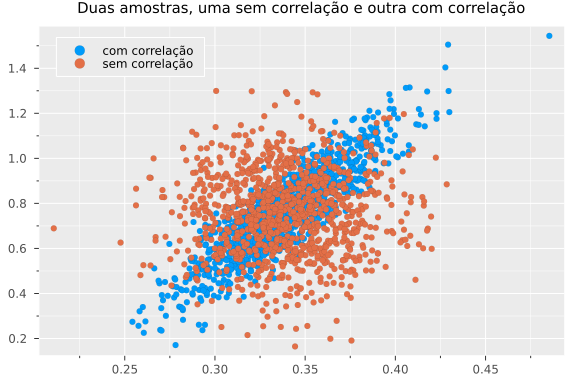 Duas amostras, uma sem correlação e outra com correlação
com correlação
sem correlação
1.4
1.2
1.0
0.8
0.6
0.4
0.2
0.25 0.30 0.35 0.40 0.45